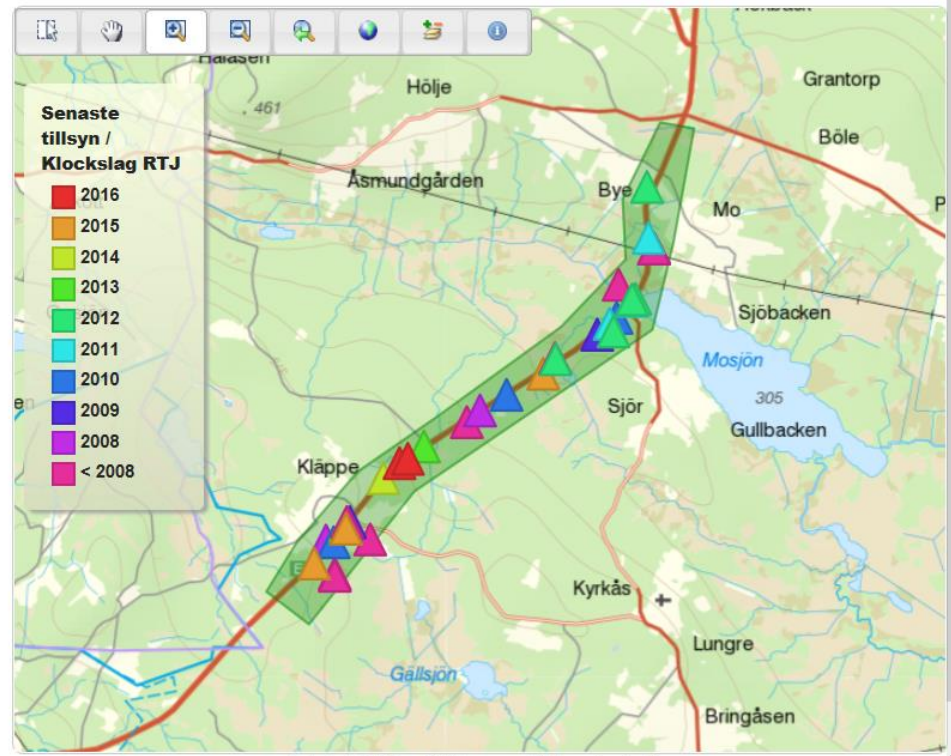 Hölje
Grantorp
461
Böle
Senaste
tillsyn /
Klockslag RTJ
Åsmundgården
Bye
Mo
2016
2015
2014
2013
2012
2011
2010
2009
2008
< 2008
Sjöbacken
Mosjön
305
Sjör
Gullbacken
Kläppe
E
Kyrkås
Lungre
Gällsjön
Bringåsen